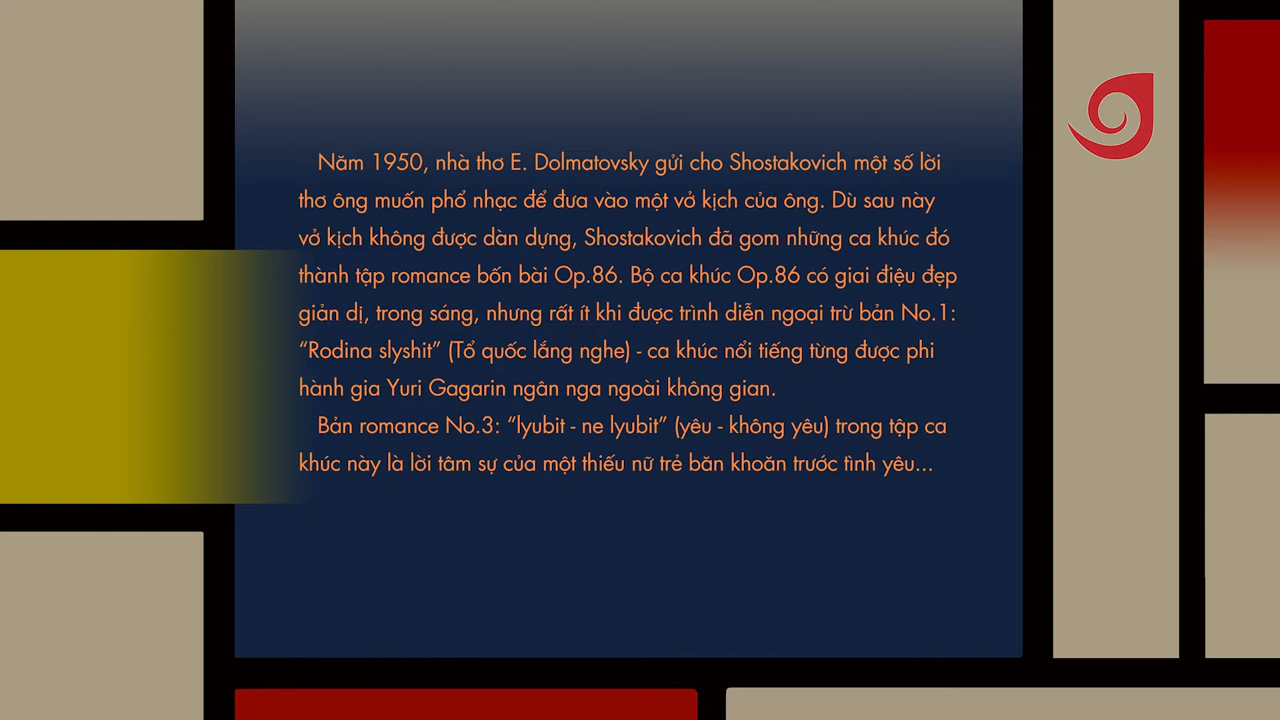 Năm 1950, nhà thơ E. Dolmatovsky gửi cho Shostakovich một số lời
thơ ông muốn phổ nhạc để đưa vào một vở kịch của ông. Dù sau này
vở kịch không được dàn dựng, Shostakovich đã gom những ca khúc đó
thành tập romance bốn bài Op.86. Bộ ca khúc Op.86 có giai điệu đẹp
giản dị, trong sáng, nhưng rất ít khi được trình diễn ngoại trừ bản No.1:
“Rodina slyshit” (Tổ quốc lắng nghe) - ca khúc nổi tiếng từng được phi
hành gia Yuri Gagarin ngân nga ngoài không gian.
Bản romance No.3: “lyubit - ne lyubit” (yêu - không yêu) trong tập ca
khúc này là lời tâm sự của một thiếu nữ trẻ băn khoăn trước tình yêu...